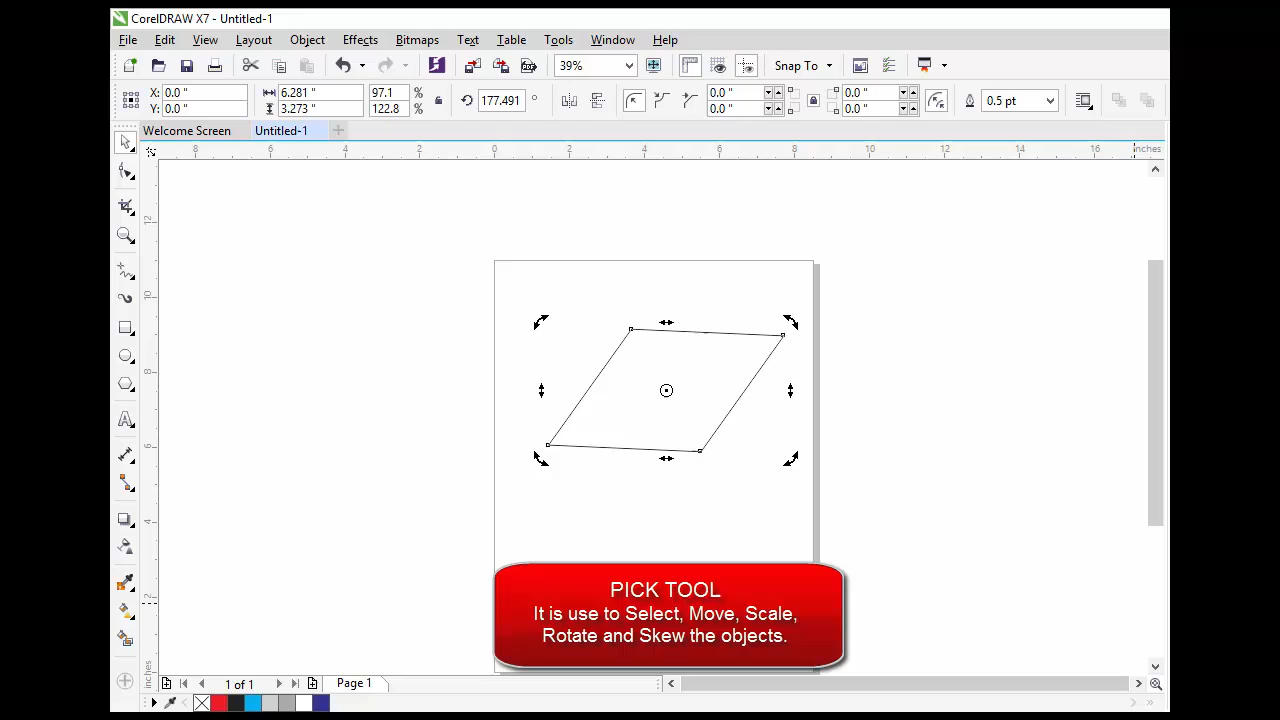 CorelDRAW X7 - Untitled-1
File Edit View Layout Object Effects Bitmaps Text Table Tools Window Help
39% Snap To
X: 0.0 " 6.281 " 97.1 % 177.491 ° 0.0 " 0.0 " 0.5 pt
Y: 0.0 " 3.273 " 122.8 % 0.0 " 0.0 "
Welcome Screen Untitled-1
8 6 4 2 0 2 4 6 8 10 12 14 16 inches
12
10
8
6
4
2
inches
PICK TOOL
It is use to Select, Move, Scale,
Rotate and Skew the objects.
1 of 1 Page 1